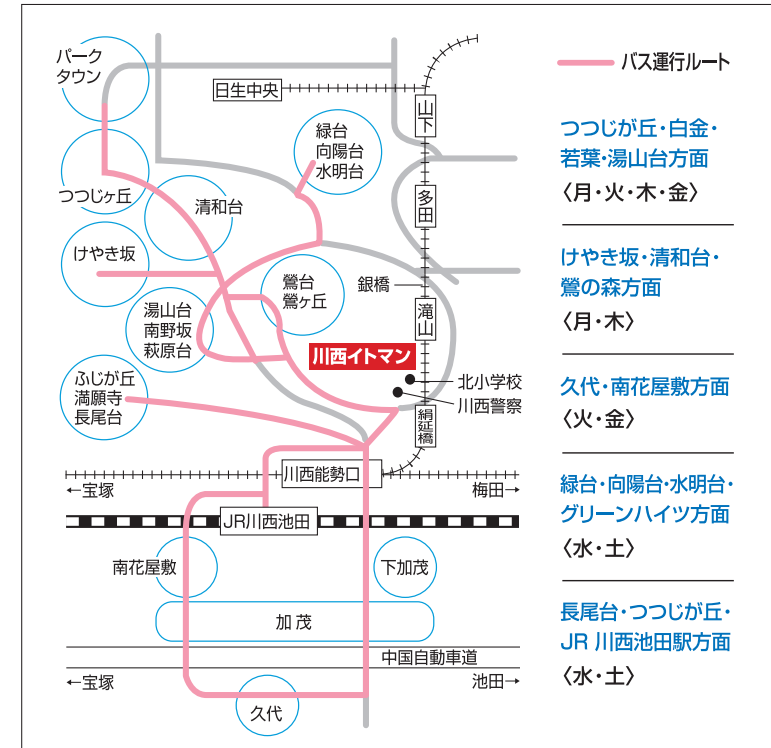 パーク
タウン
日生中央
山下
バス運行ルート
緑台
向陽台
水明台
つつじヶ丘
清和台
多田
けやき坂
鶯台
鶯ヶ丘
銀橋
湯山台
南野坂
萩原台
滝山
川西イトマン
北小学校
川西警察
ふじが丘
満願寺
長尾台
絹延橋
川西能勢口
←宝塚
梅田→
JR川西池田
南花屋敷
下加茂
加茂
中国自動車道
←宝塚
池田→
久代
つつじが丘・白金・
若葉・湯山台方面
〈月・火・木・金〉
けやき坂・清和台・
鶯の森方面
〈月・木〉
久代・南花屋敷方面
〈火・金〉
緑台・向陽台・水明台・
グリーンハイツ方面
〈水・土〉
長尾台・つつじが丘・
JR 川西池田駅方面
〈水・土〉